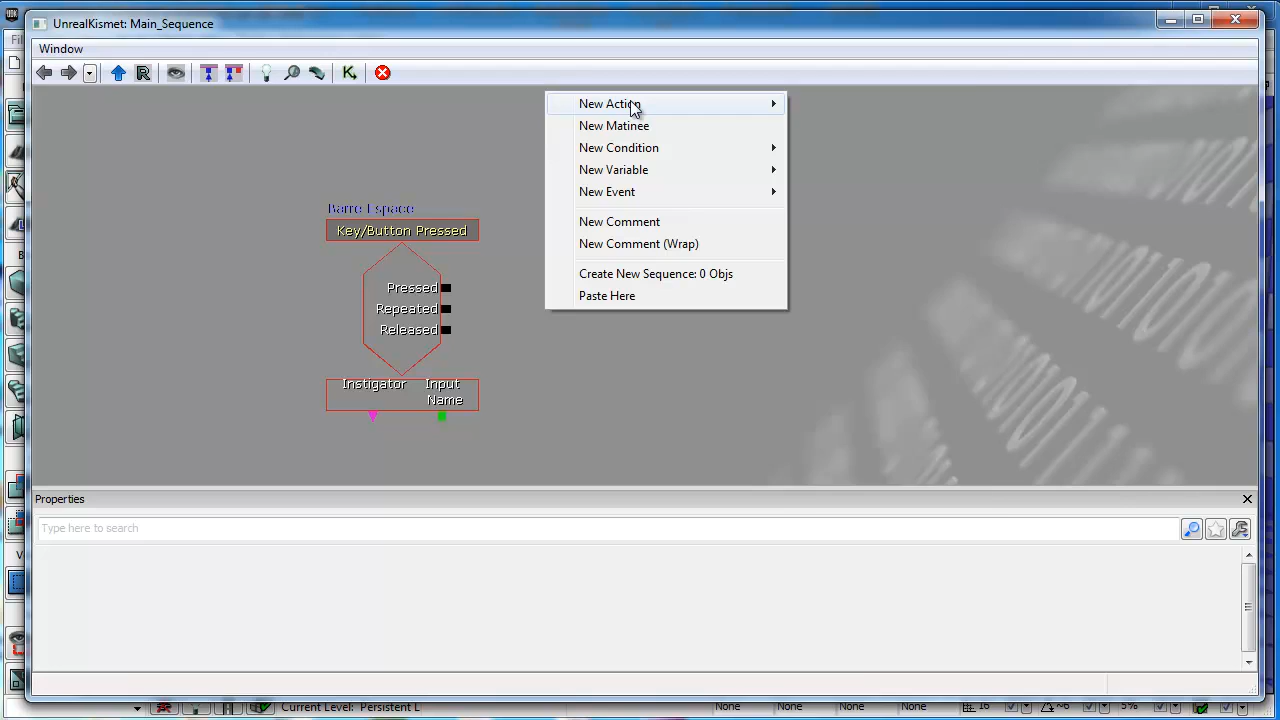 UnrealKismet: Main_Sequence
Window
New Action
New Matinee
New Condition
New Variable
New Event
New Comment
New Comment (Wrap)
Create New Sequence: 0 Objs
Paste Here
Barre Espace
Key/Button Pressed
Pressed
Repeated
Released
Instigator Input
Name
Properties
Type here to search
Current Level: Persistent L
None None None None 16 5%